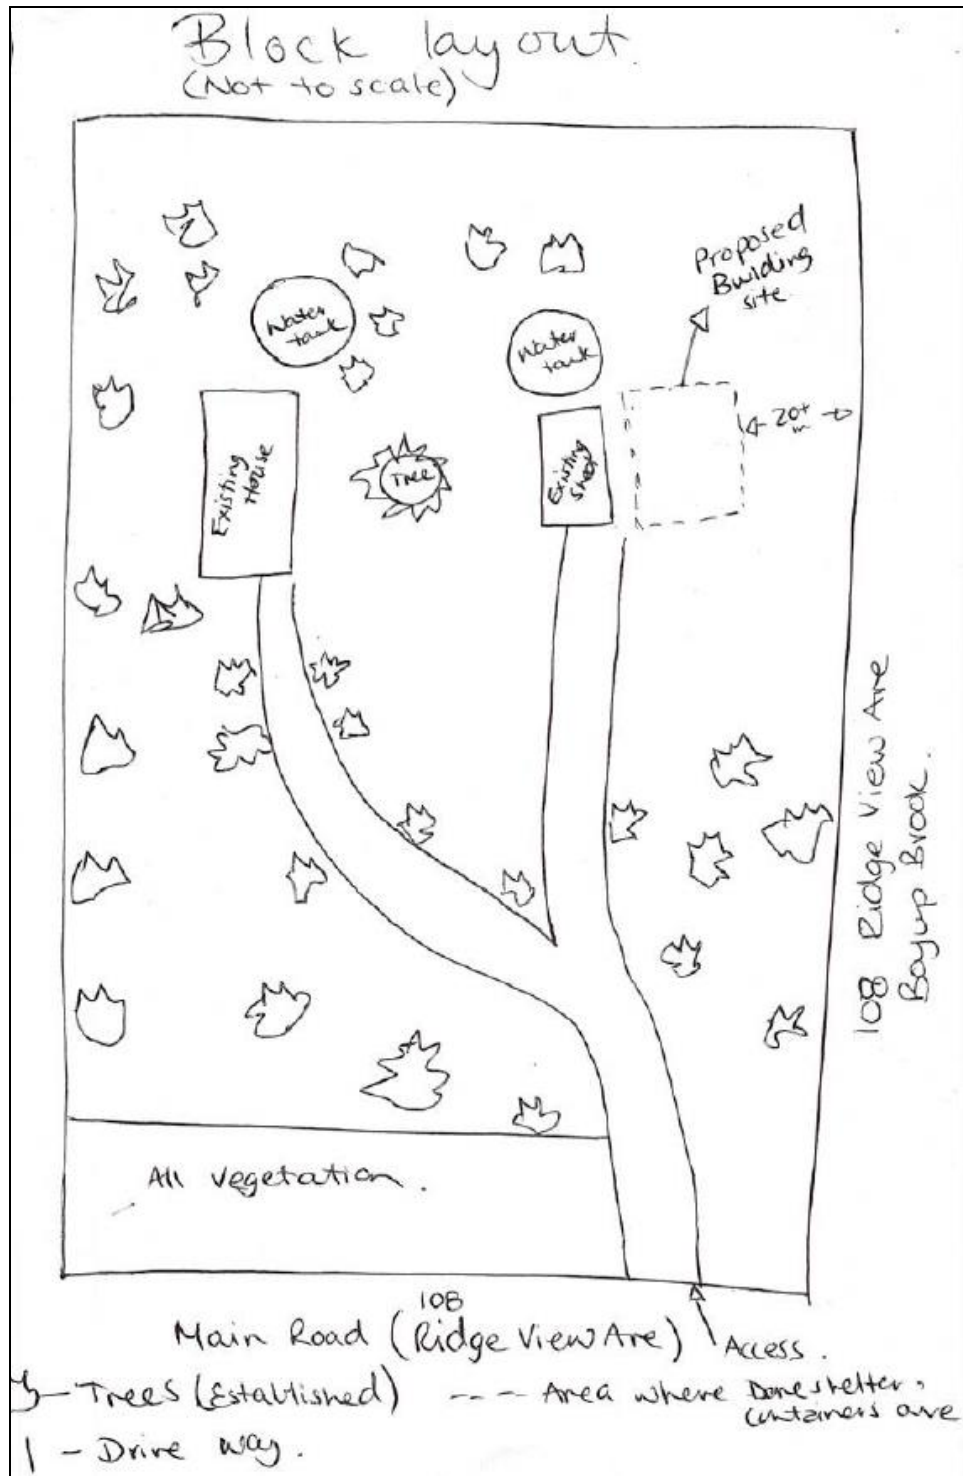 Block layout
(Not to scale)
Proposed
Building
site
Water
tank
Water
tank
20+
m
Existing
House
Tree
Existing
Shed
108 Ridge View Are
Boyup Brook.
All vegetation.
108
Main Road (Ridge View Are)
Access.
- Trees (Established)
---- Area where Dome shelter,
containers are
| - Drive way.